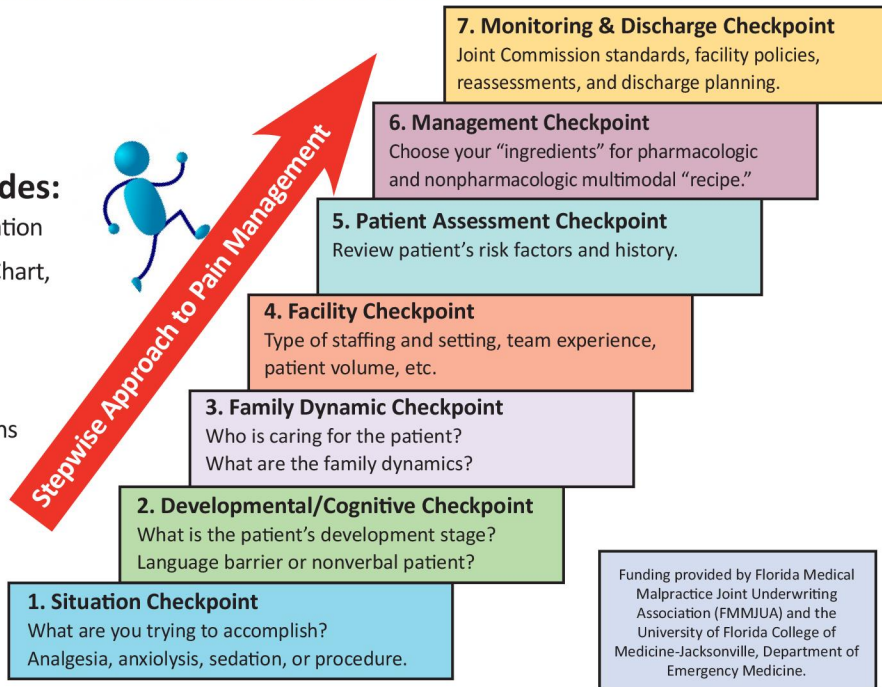 7. Monitoring & Discharge Checkpoint
Joint Commission standards, facility policies,
reassessments, and discharge planning.
6. Management Checkpoint
Choose your “ingredients” for pharmacologic
and nonpharmacologic multimodal “recipe.”
5. Patient Assessment Checkpoint
Review patient’s risk factors and history.
4. Facility Checkpoint
Type of staffing and setting, team experience,
patient volume, etc.
3. Family Dynamic Checkpoint
Who is caring for the patient?
What are the family dynamics?
2. Developmental/Cognitive Checkpoint
What is the patient’s development stage?
Language barrier or nonverbal patient?
1. Situation Checkpoint
What are you trying to accomplish?
Analgesia, anxiolysis, sedation, or procedure.
Stepwise Approach to Pain Management
des:
tion
Chart,
ns
Funding provided by Florida Medical
Malpractice Joint Underwriting
Association (FMMJUA) and the
University of Florida College of
Medicine-Jacksonville, Department of
Emergency Medicine.